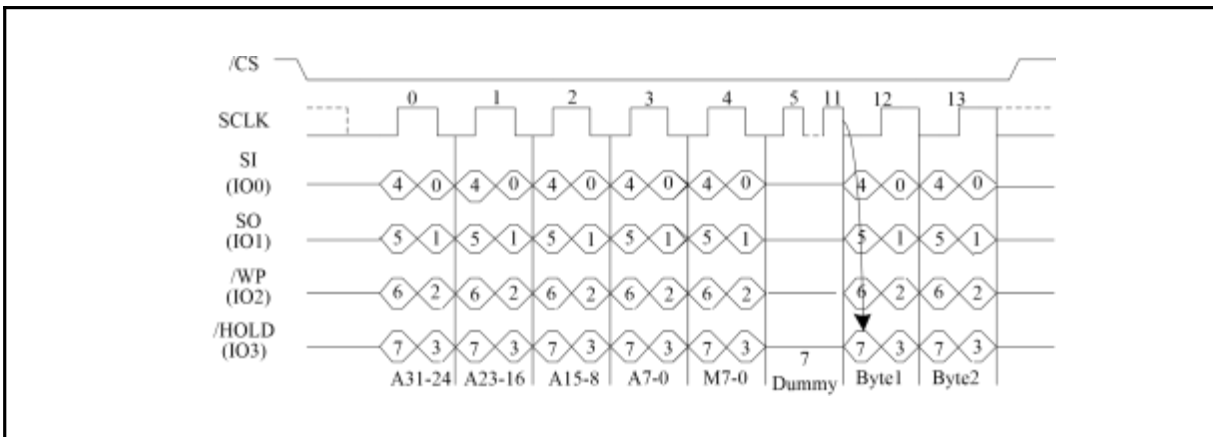 /CS
0 1 2 3 4 5 11 12 13
SCLK
SI
(IO0) 4 0 4 0 4 0 4 0 4 0 4 0 4 0
SO
(IO1) 5 1 5 1 5 1 5 1 5 1 5 1 5 1
/WP
(IO2) 6 2 6 2 6 2 6 2 6 2 6 2 6 2
/HOLD
(IO3) 7 3 7 3 7 3 7 3 7 3 7 7 3 7 3
A31-24 A23-16 A15-8 A7-0 M7-0 Dummy Byte1 Byte2